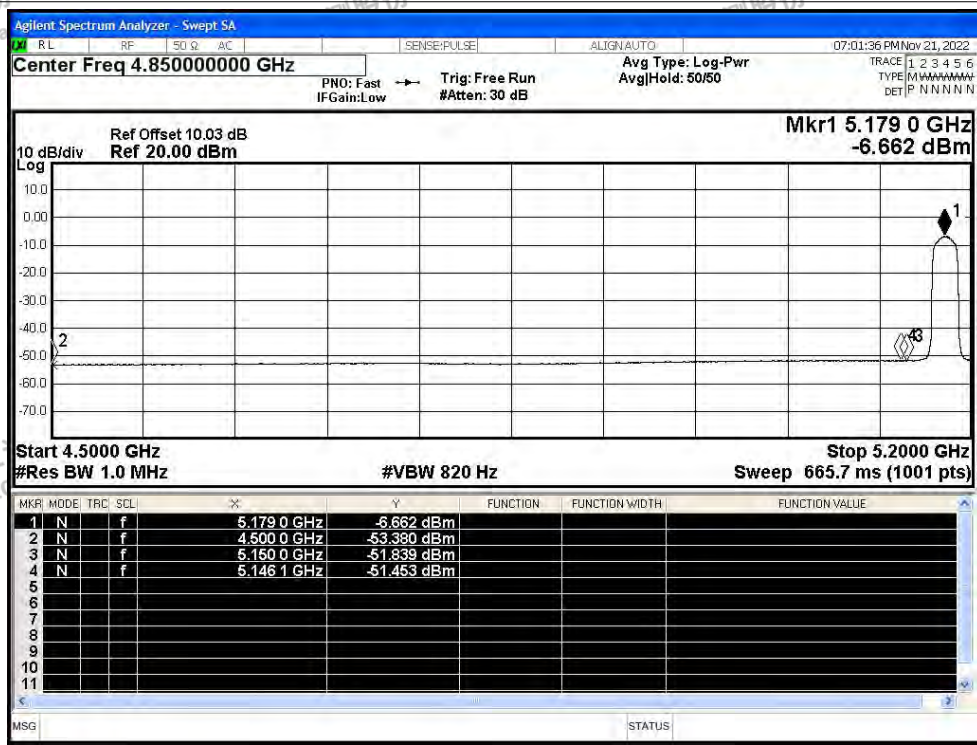 Agilent Spectrum Analyzer - Swept SA
RL RF 50 Ω AC SENSE:PULSE ALIGNAUTO 07:01:36 PM Nov 21, 2022
Center Freq 4.850000000 GHz
PNO: Fast Trig: Free Run Avg Type: Log-Pwr TRACE 1 2 3 4 5 6
IFGain:Low #Atten: 30 dB Avg|Hold: 50/50 TYPE MWWWWW
DET P N N N N N
Mkr1 5.179 0 GHz
-6.662 dBm
Ref Offset 10.03 dB
10 dB/div Ref 20.00 dBm
Log
10.0
0.00
-10.0
-20.0
-30.0
-40.0
-50.0
-60.0
-70.0
1
2
43
Start 4.5000 GHz Stop 5.2000 GHz
#Res BW 1.0 MHz #VBW 820 Hz Sweep 665.7 ms (1001 pts)
MKR MODE TRC SCL X Y FUNCTION FUNCTION WIDTH FUNCTION VALUE
1 N f 5.179 0 GHz -6.662 dBm
2 N f 4.500 0 GHz -53.380 dBm
3 N f 5.150 0 GHz -51.839 dBm
4 N f 5.146 1 GHz -51.453 dBm
5
6
7
8
9
10
11
MSG STATUS